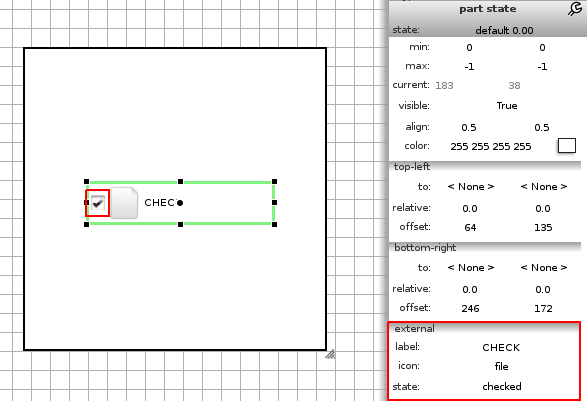 CHEC
part state
state: default 0.00
min: 0 0
max: -1 -1
current: 183 38
visible: True
align: 0.5 0.5
color: 255 255 255 255
top-left
to: < None > < None >
relative: 0.0 0.0
offset: 64 135
bottom-right
to: < None > < None >
relative: 0.0 0.0
offset: 246 172
external
label: CHECK
icon: file
state: checked